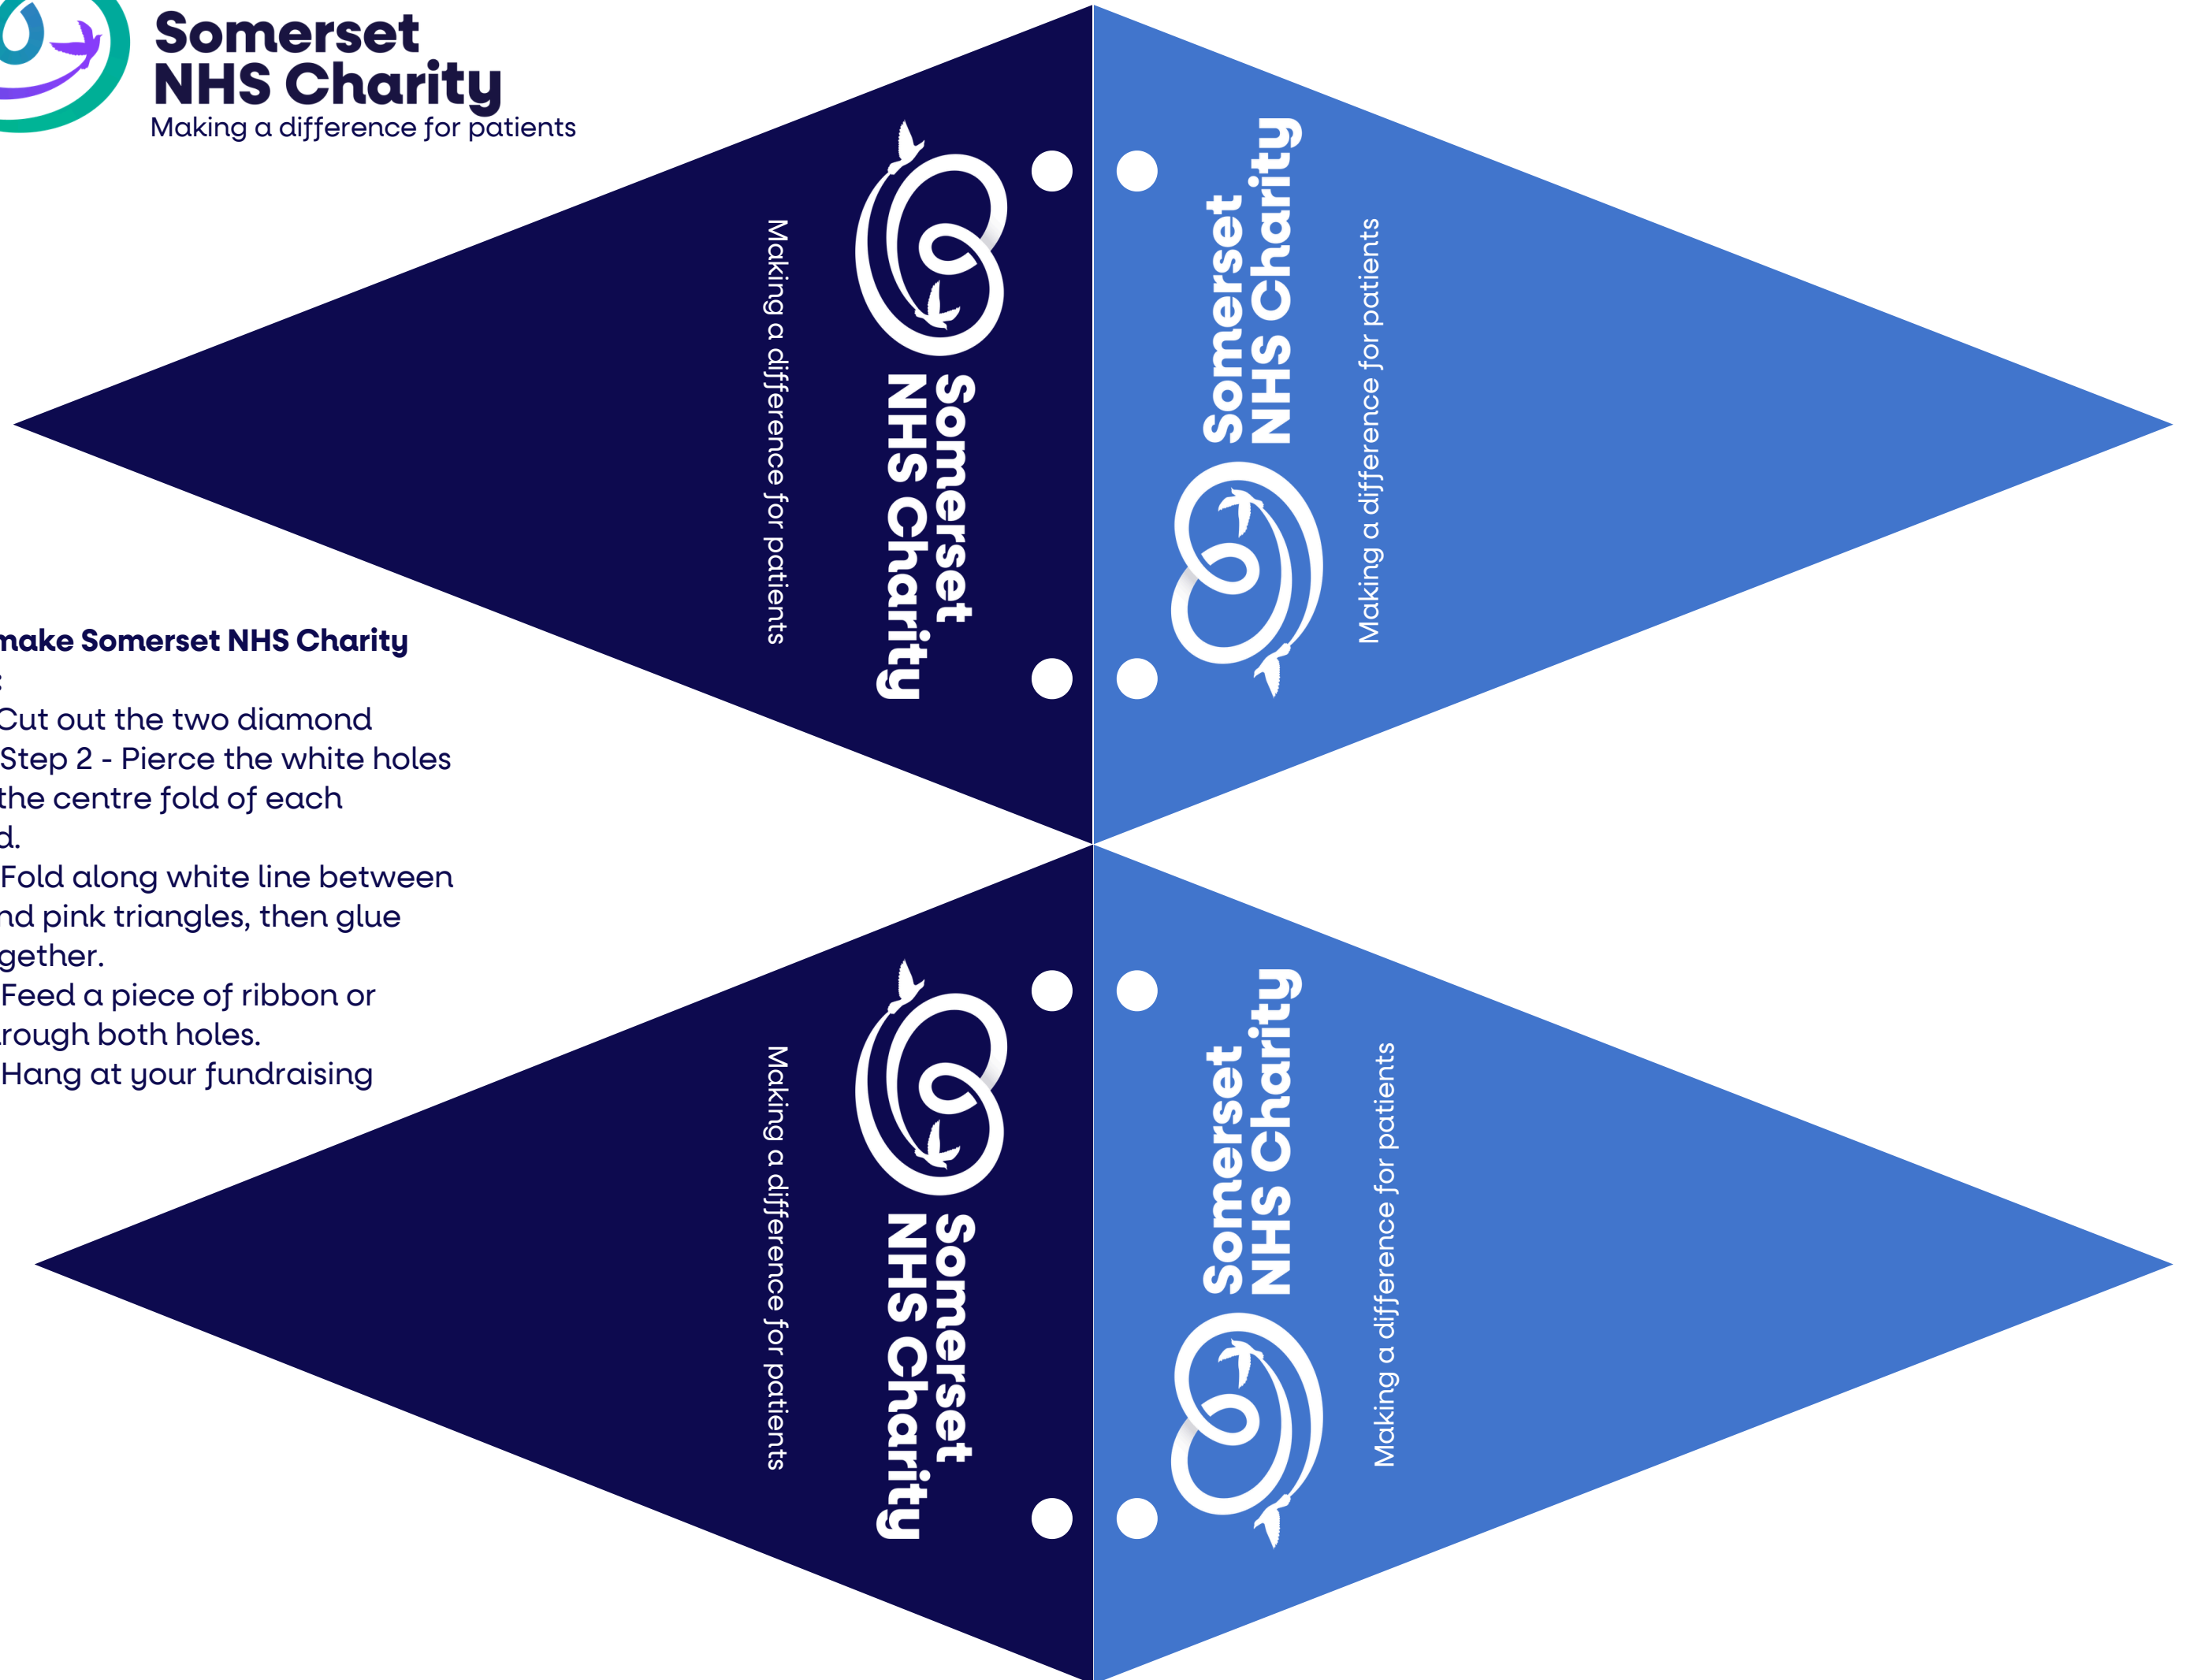 Somerset
NHS Charity
Making a difference for patients
make Somerset NHS Charity
:
Cut out the two diamond
Step 2 - Pierce the white holes
the centre fold of each
d.
Fold along white line between
nd pink triangles, then glue
gether.
Feed a piece of ribbon or
rough both holes.
Hang at your fundraising
Somerset
NHS Charity
Making a difference for patients
Somerset
NHS Charity
Making a difference for patients
Somerset
NHS Charity
Making a difference for patients
Somerset
NHS Charity
Making a difference for patients